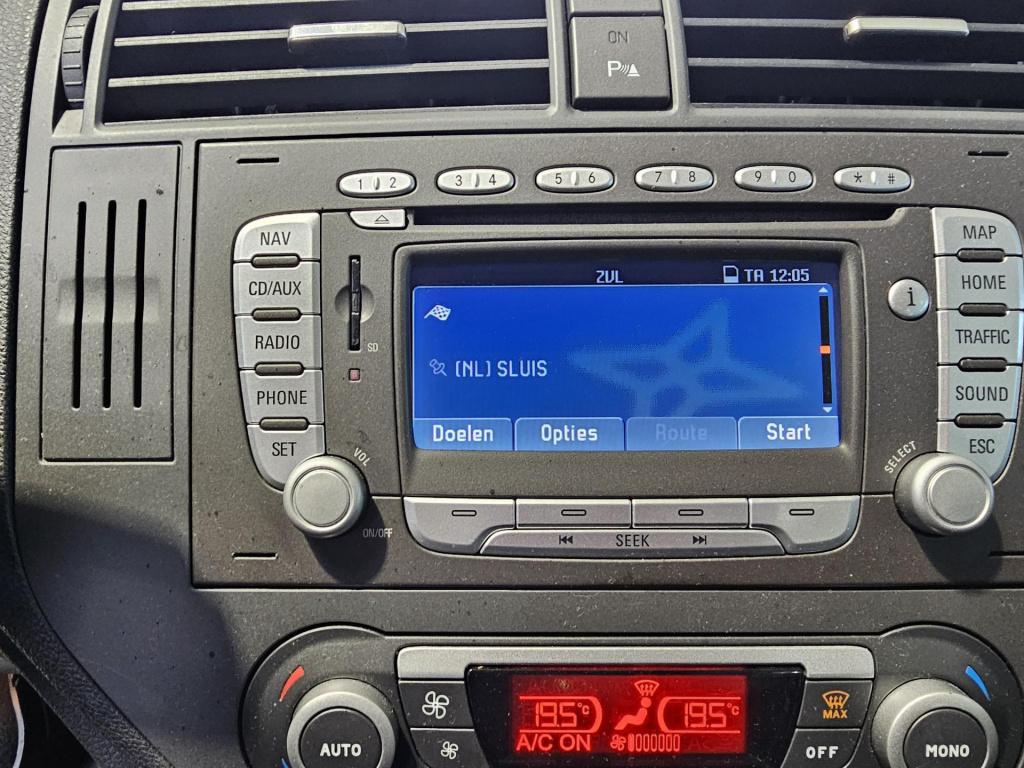 ON
P
1 2
3 4
5 6
7 8
9 0
* #
NAV
CD/AUX
RADIO
PHONE
SET
SD
VOL
ON/OFF
ZVL
TA 12:05
(NL) SLUIS
Doelen
Opties
Route
Start
i
MAP
HOME
TRAFFIC
SOUND
ESC
SELECT
SEEK
AUTO
19.5°C
19.5°C
A/C ON
MAX
OFF
MONO